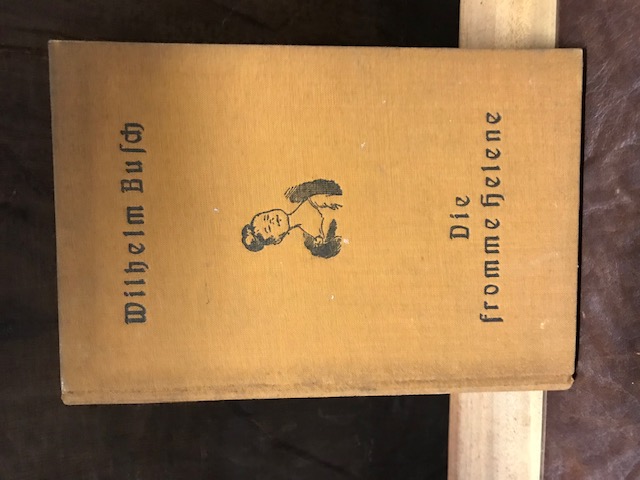 Wilhelm Busch
Die
fromme Helene